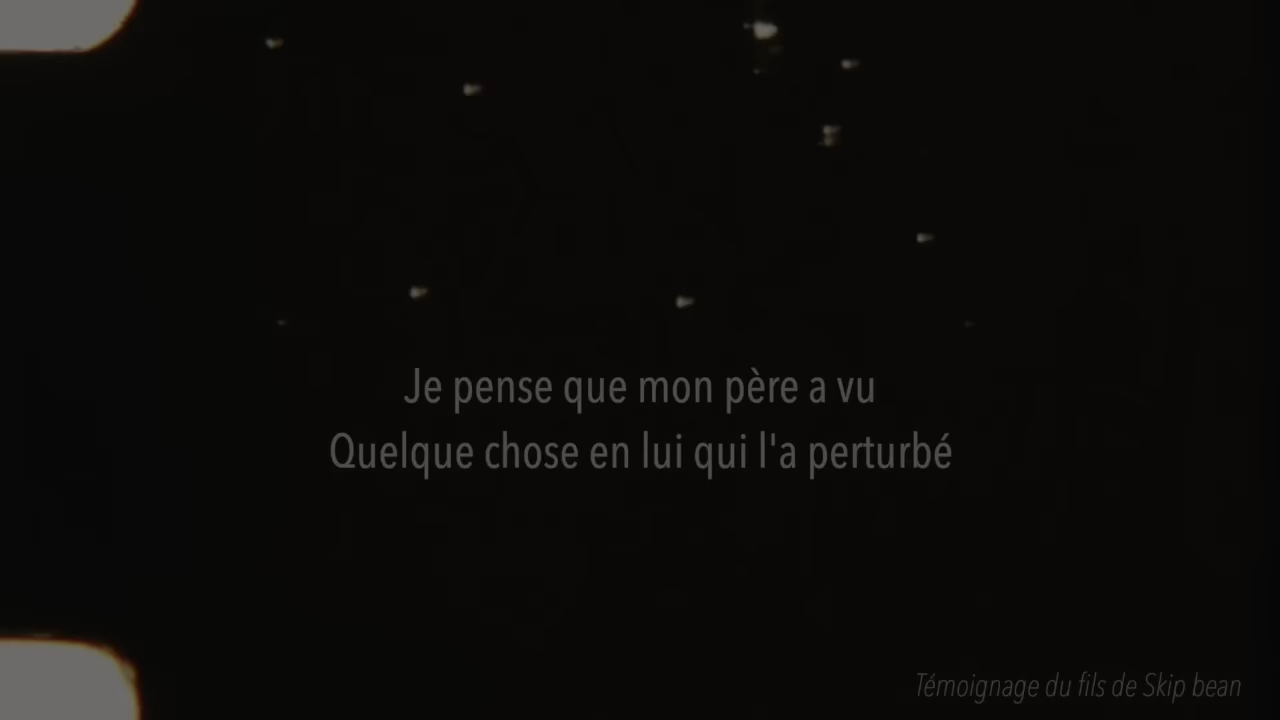 Je pense que mon père a vu
Quelque chose en lui qui l'a perturbé
Témoignage du fils de Skip bean